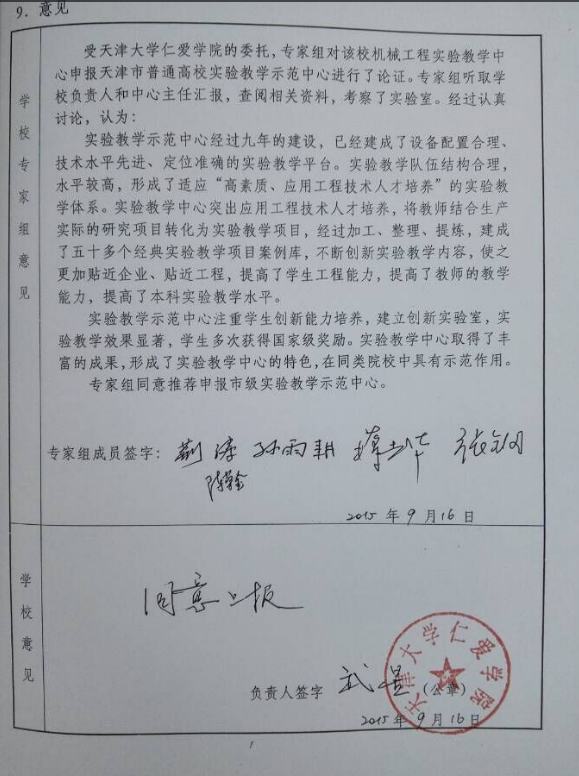 9. 意见
学校专家组意见
受天津大学仁爱学院的委托，专家组对该校机械工程实验教学中
心申报天津市普通高校实验教学示范中心进行了论证。专家组听取学
校负责人和中心主任汇报，查阅相关资料，考察了实验室。经过认真
讨论，认为：
实验教学示范中心经过九年的建设，已经建成了设备配置合理、
技术水平先进、定位准确的实验教学平台。实验教学队伍结构合理，
水平较高，形成了适应“高素质、应用工程技术人才培养”的实验教
学体系。实验教学中心突出应用工程技术人才培养，将教师结合生产
实际的研究项目转化为实验教学项目，经过加工、整理、提炼，建成
了五十多个经典实验教学项目案例库，不断创新实验教学内容，使之
更加贴近企业、贴近工程，提高了学生工程能力，提高了教师的教学
能力，提高了本科实验教学水平。
实验教学示范中心注重学生创新能力培养，建立创新实验室，实
验教学效果显著，学生多次获得国家级奖励。实验教学中心取得了丰
富的成果，形成了实验教学中心的特色，在同类院校中具有示范作用。
专家组同意推荐申报市级实验教学示范中心。
专家组成员签字： 孙雨耕
2015 年 9 月 16 日
学校意见
同意上报
负责人签字 （公章）
天津大学仁爱学院
2015 年 9 月 16 日
1